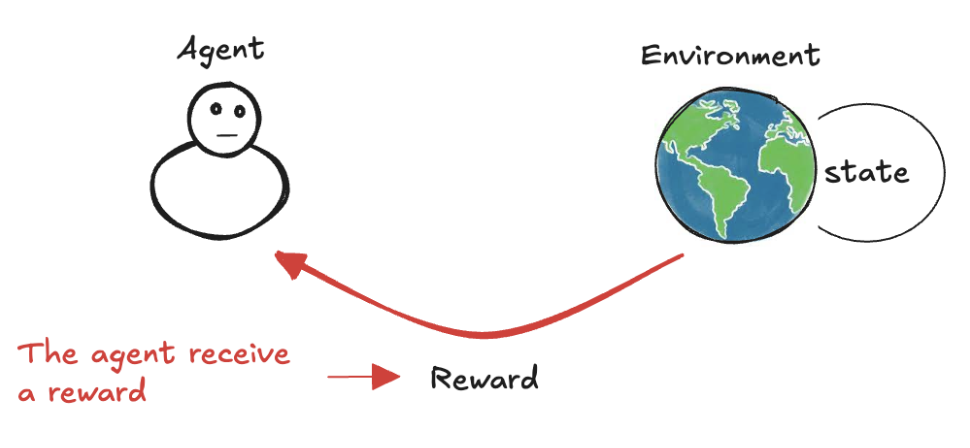 Agent
Environment
state
The agent receive
a reward
Reward